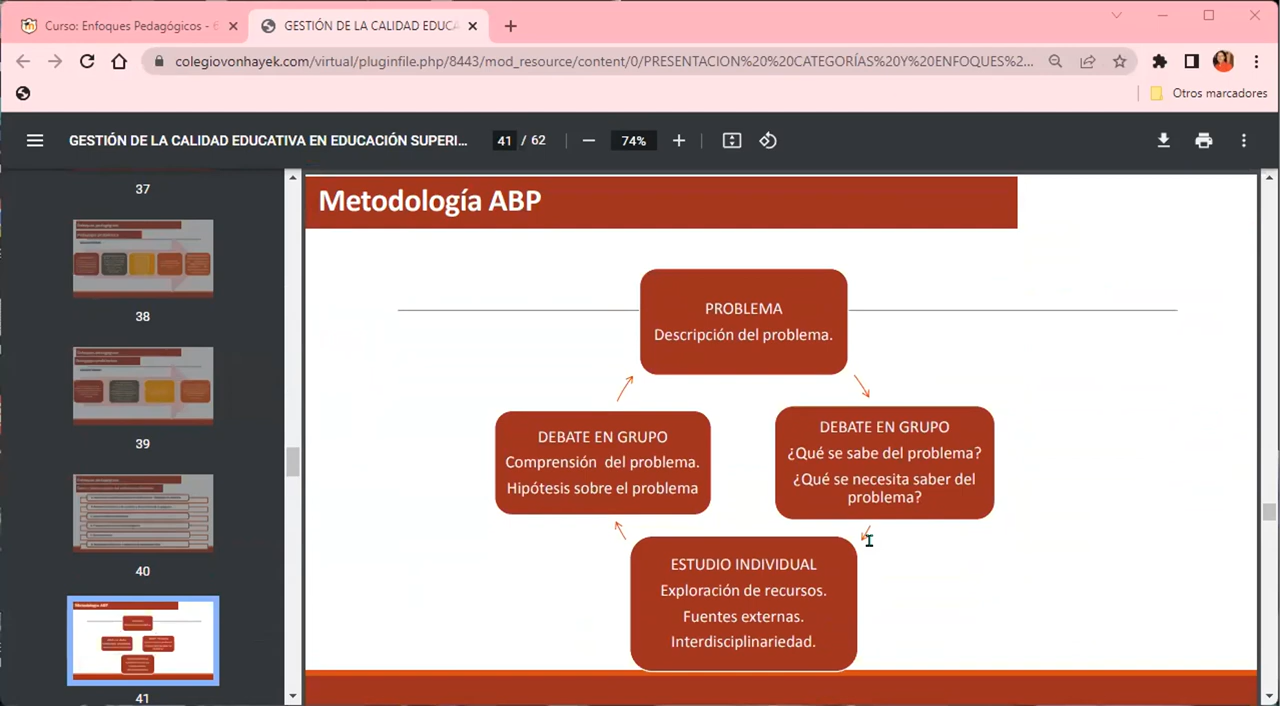 Curso: Enfoques Pedagógicos - 6
GESTIÓN DE LA CALIDAD EDUCA
colegiovonhayek.com/virtual/pluginfile.php/8443/mod_resource/content/0/PRESENTACION%20%20CATEGORÍAS%20Y%20ENFOQUES%2...
Otros marcadores
GESTIÓN DE LA CALIDAD EDUCATIVA EN EDUCACIÓN SUPERI...
41 / 62
74%
37
38
39
40
Metodología ABP
41
Metodología ABP
PROBLEMA
Descripción del problema.
DEBATE EN GRUPO
¿Qué se sabe del problema?
¿Qué se necesita saber del
problema?
ESTUDIO INDIVIDUAL
Exploración de recursos.
Fuentes externas.
Interdisciplinariedad.
DEBATE EN GRUPO
Comprensión del problema.
Hipótesis sobre el problema